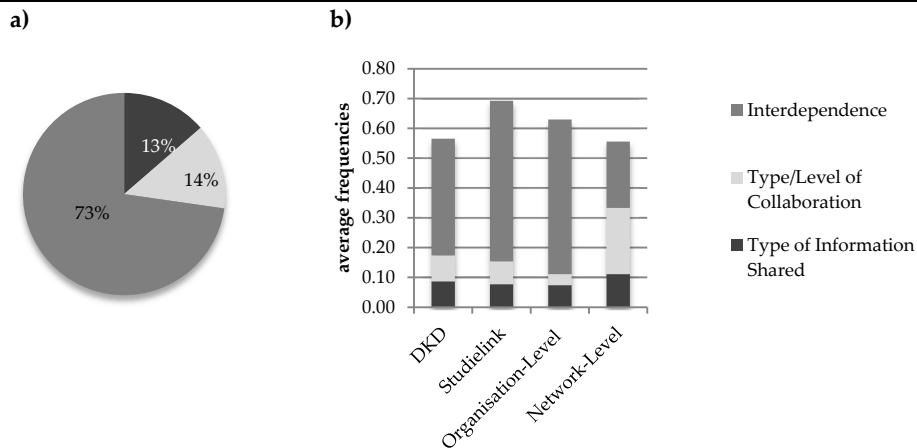 a)
13%
14%
73%
b)
average frequencies
0.80
0.70
0.60
0.50
0.40
0.30
0.20
0.10
0.00
DKD
Studielink
Organisation-Level
Network-Level
Interdependence
Type/Level of
Collaboration
Type of Information
Shared